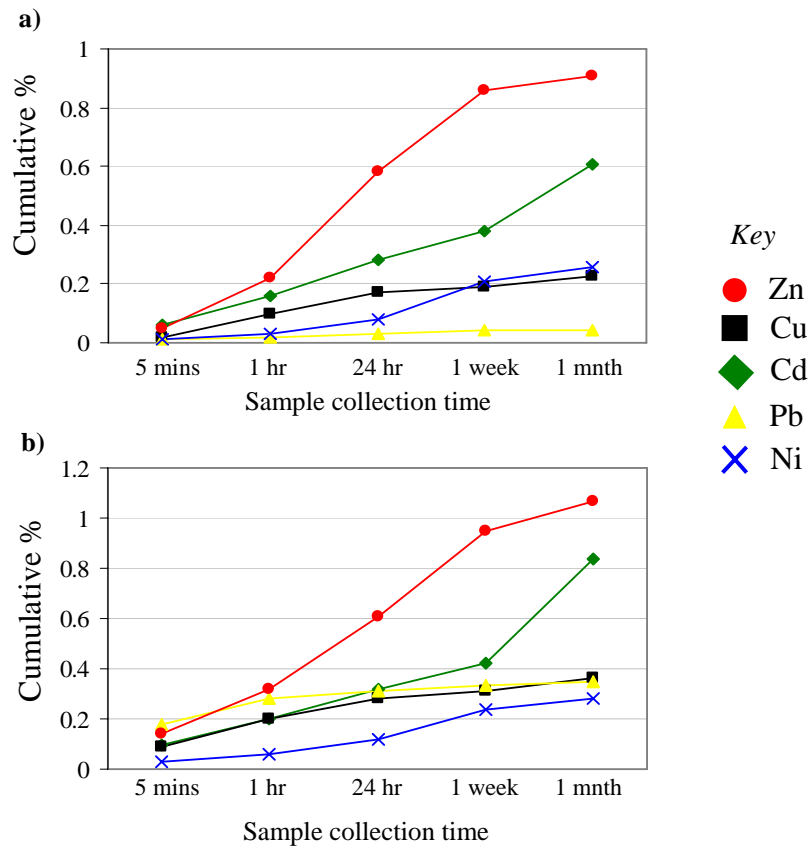 a)
Cumulative %
1
0.8
0.6
0.4
0.2
0
5 mins 1 hr 24 hr 1 week 1 mnth
Sample collection time
Key
Zn
Cu
Cd
Pb
Ni
b)
Cumulative %
1.2
1
0.8
0.6
0.4
0.2
0
5 mins 1 hr 24 hr 1 week 1 mnth
Sample collection time